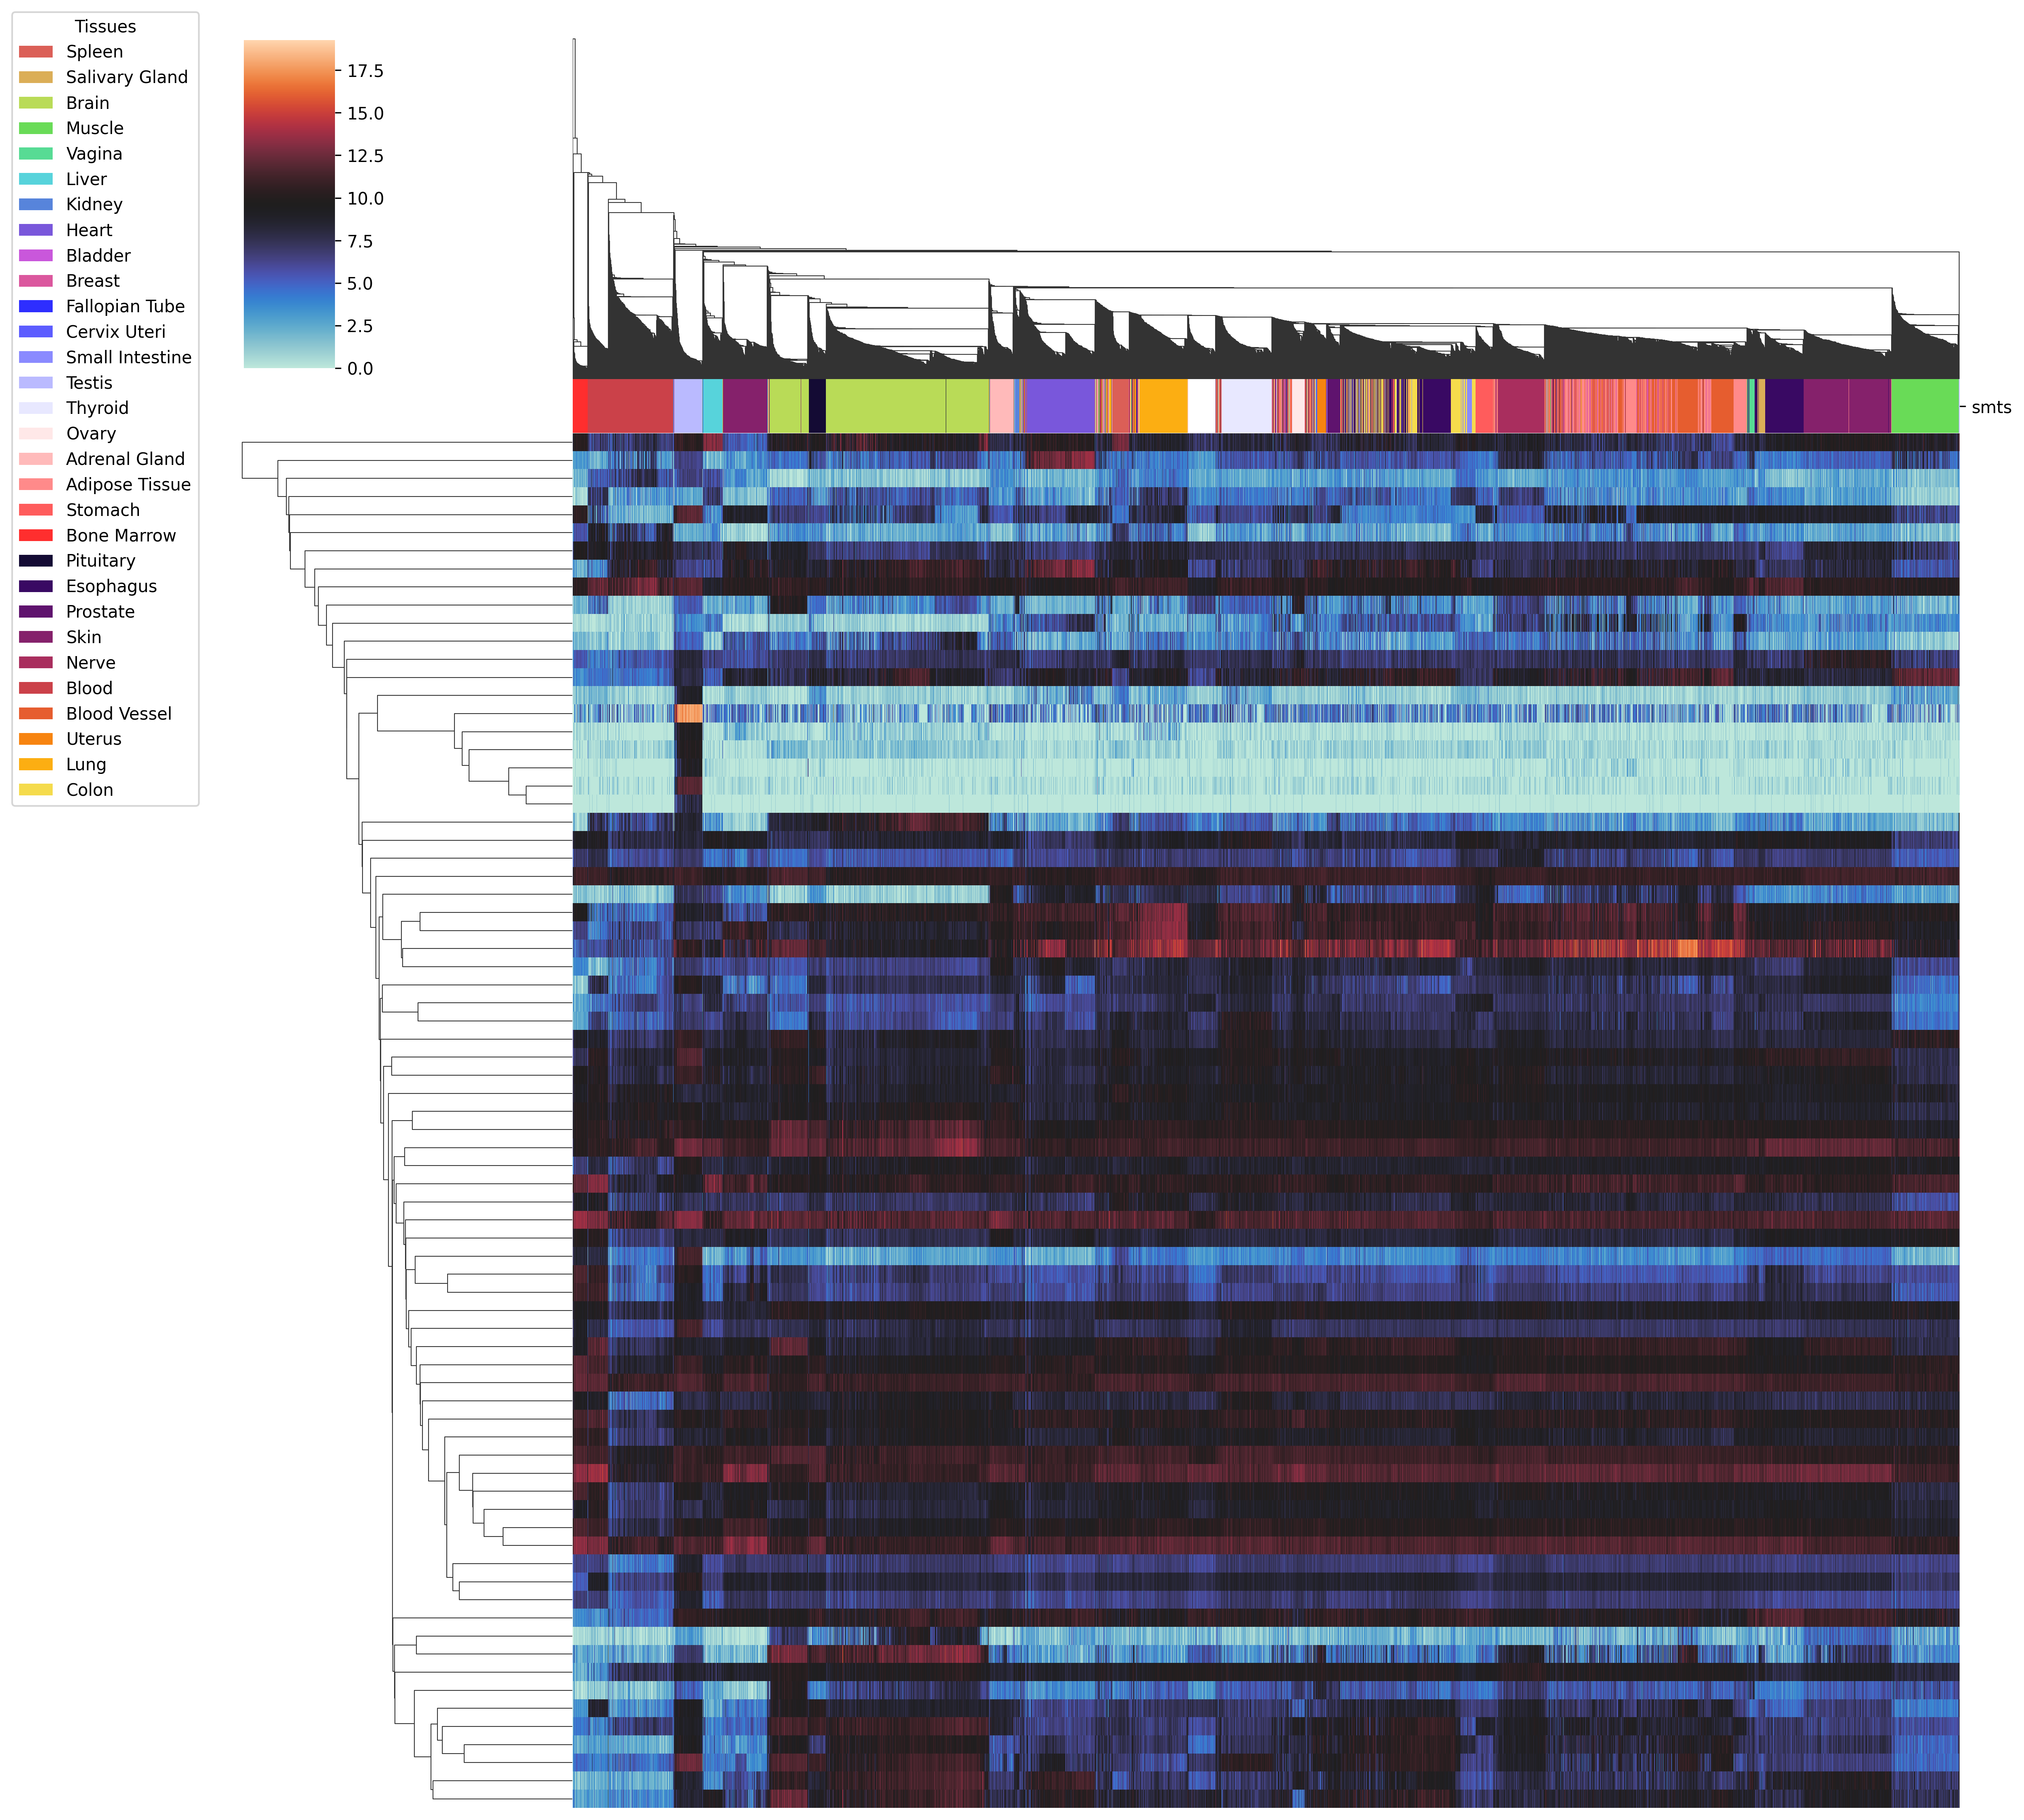 Tissues
Spleen
Salivary Gland
Brain
Muscle
Vagina
Liver
Kidney
Heart
Bladder
Breast
Fallopian Tube
Cervix Uteri
Small Intestine
Testis
Thyroid
Ovary
Adrenal Gland
Adipose Tissue
Stomach
Bone Marrow
Pituitary
Esophagus
Prostate
Skin
Nerve
Blood
Blood Vessel
Uterus
Lung
Colon
17.5
15.0
12.5
10.0
7.5
5.0
2.5
0.0
smts